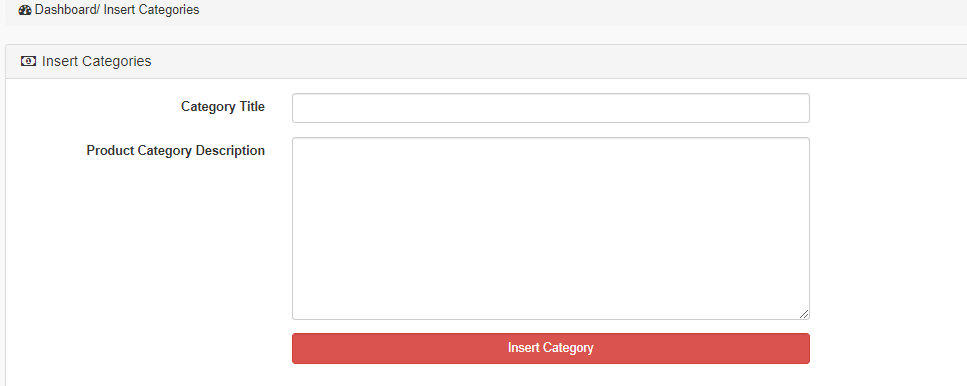 Dashboard/ Insert Categories
Insert Categories
Category Title
Product Category Description
Insert Category